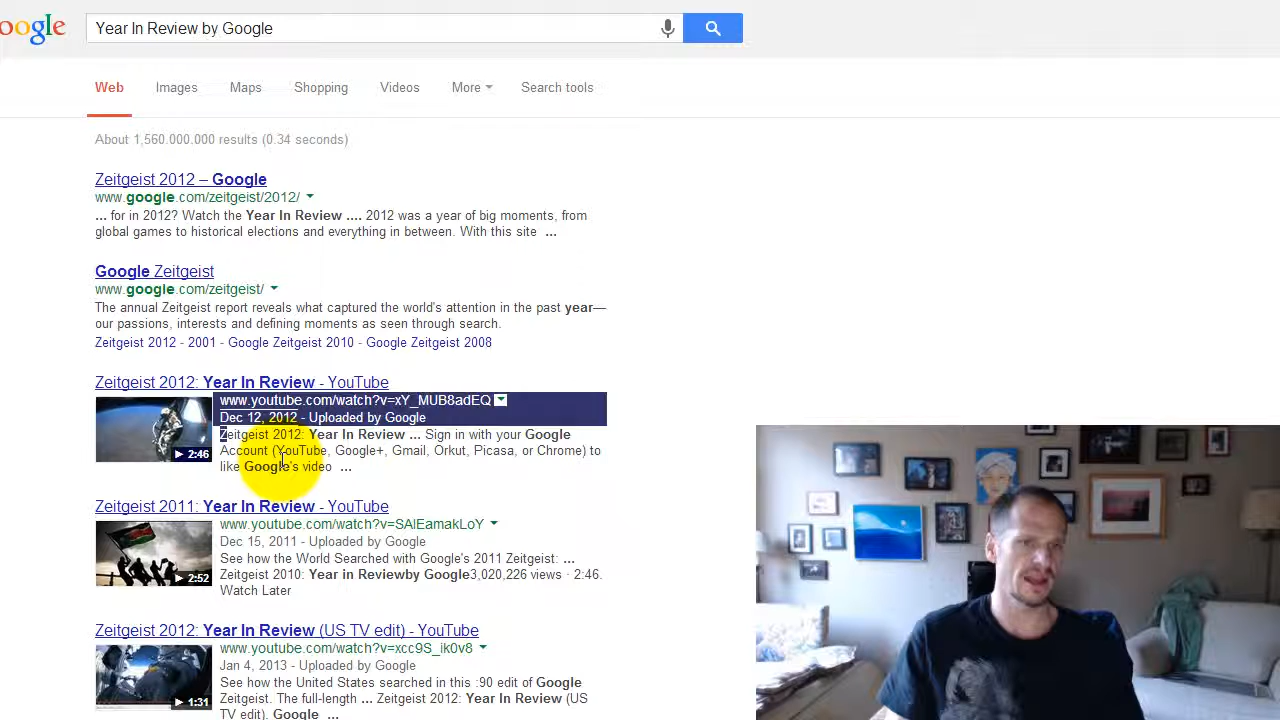 oogle
Year In Review by Google
Web Images Maps Shopping Videos More Search tools
About 1,560,000,000 results (0.34 seconds)
Zeitgeist 2012 – Google
www.google.com/zeitgeist/2012/
... for in 2012? Watch the Year In Review .... 2012 was a year of big moments, from
global games to historical elections and everything in between. With this site ...
Google Zeitgeist
www.google.com/zeitgeist/
The annual Zeitgeist report reveals what captured the world's attention in the past year—
our passions, interests and defining moments as seen through search.
Zeitgeist 2012 - 2001 - Google Zeitgeist 2010 - Google Zeitgeist 2008
Zeitgeist 2012: Year In Review - YouTube
www.youtube.com/watch?v=xY_MUB8adEQ
Dec 12, 2012 - Uploaded by Google
Zeitgeist 2012: Year In Review ... Sign in with your Google
Account (YouTube, Google+, Gmail, Orkut, Picasa, or Chrome) to
like Google's video ...
2:46
Zeitgeist 2011: Year In Review - YouTube
www.youtube.com/watch?v=SAIEamakLoY
Dec 15, 2011 - Uploaded by Google
See how the World Searched with Google's 2011 Zeitgeist: ...
Zeitgeist 2010: Year in Reviewby Google3,020,226 views · 2:46.
Watch Later
2:52
Zeitgeist 2012: Year In Review (US TV edit) - YouTube
www.youtube.com/watch?v=xcc9S_ik0v8
Jan 4, 2013 - Uploaded by Google
See how the United States searched in this :90 edit of Google
Zeitgeist. The full-length ... Zeitgeist 2012: Year In Review (US
TV edit). Google ...
1:31